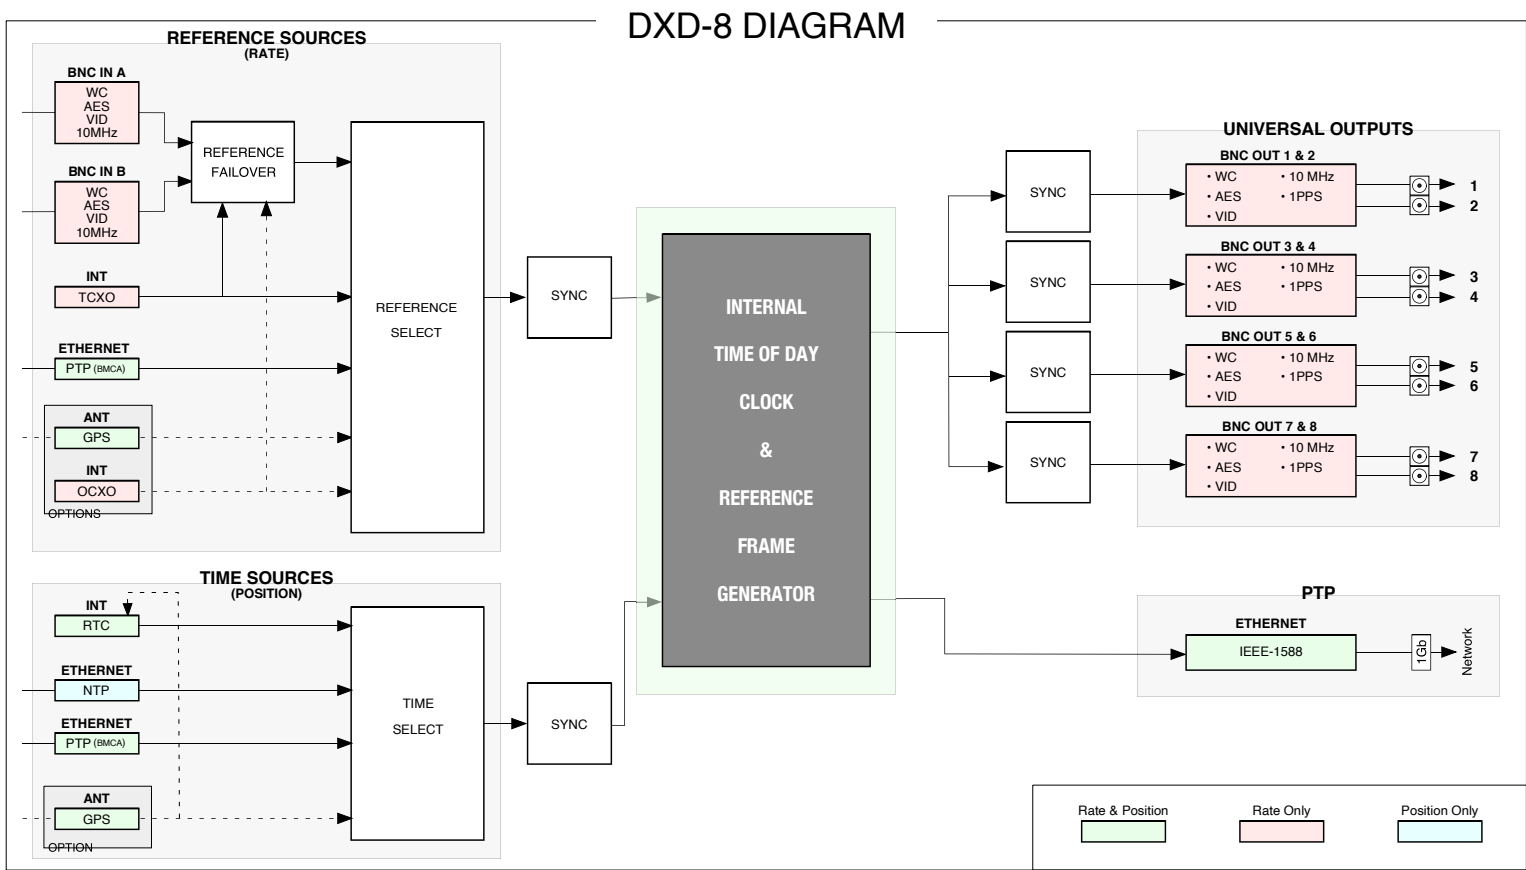 DXD-8 DIAGRAM
REFERENCE SOURCES
(RATE)
BNC IN A
WC
AES
VID
10MHz
BNC IN B
WC
AES
VID
10MHz
REFERENCE
FAILOVER
INT
TCXO
ETHERNET
PTP (BMCA)
ANT
GPS
INT
OCXO
OPTIONS
REFERENCE
SELECT
SYNC
TIME SOURCES
(POSITION)
INT
RTC
ETHERNET
NTP
ETHERNET
PTP (BMCA)
ANT
GPS
OPTION
TIME
SELECT
SYNC
INTERNAL
TIME OF DAY
CLOCK
&
REFERENCE
FRAME
GENERATOR
SYNC
SYNC
SYNC
SYNC
UNIVERSAL OUTPUTS
BNC OUT 1 & 2
• WC • 10 MHz
• AES • 1PPS
• VID
1
2
BNC OUT 3 & 4
• WC • 10 MHz
• AES • 1PPS
• VID
3
4
BNC OUT 5 & 6
• WC • 10 MHz
• AES • 1PPS
• VID
5
6
BNC OUT 7 & 8
• WC • 10 MHz
• AES • 1PPS
• VID
7
8
PTP
ETHERNET
IEEE-1588
1Gb
Network
Rate & Position
Rate Only
Position Only